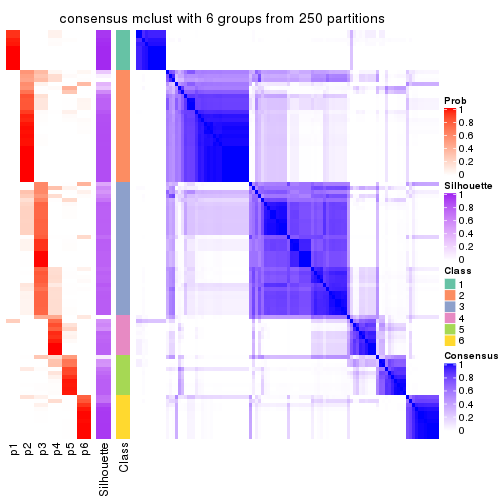 consensus mclust with 6 groups from 250 partitions
Prob
1
0.8
0.6
0.4
0.2
0
Silhouette
1
0.8
0.6
0.4
0.2
0
Class
1
2
3
4
5
6
Consensus
1
0.8
0.6
0.4
0.2
0
p1
p2
p3
p4
p5
p6
Silhouette
Class